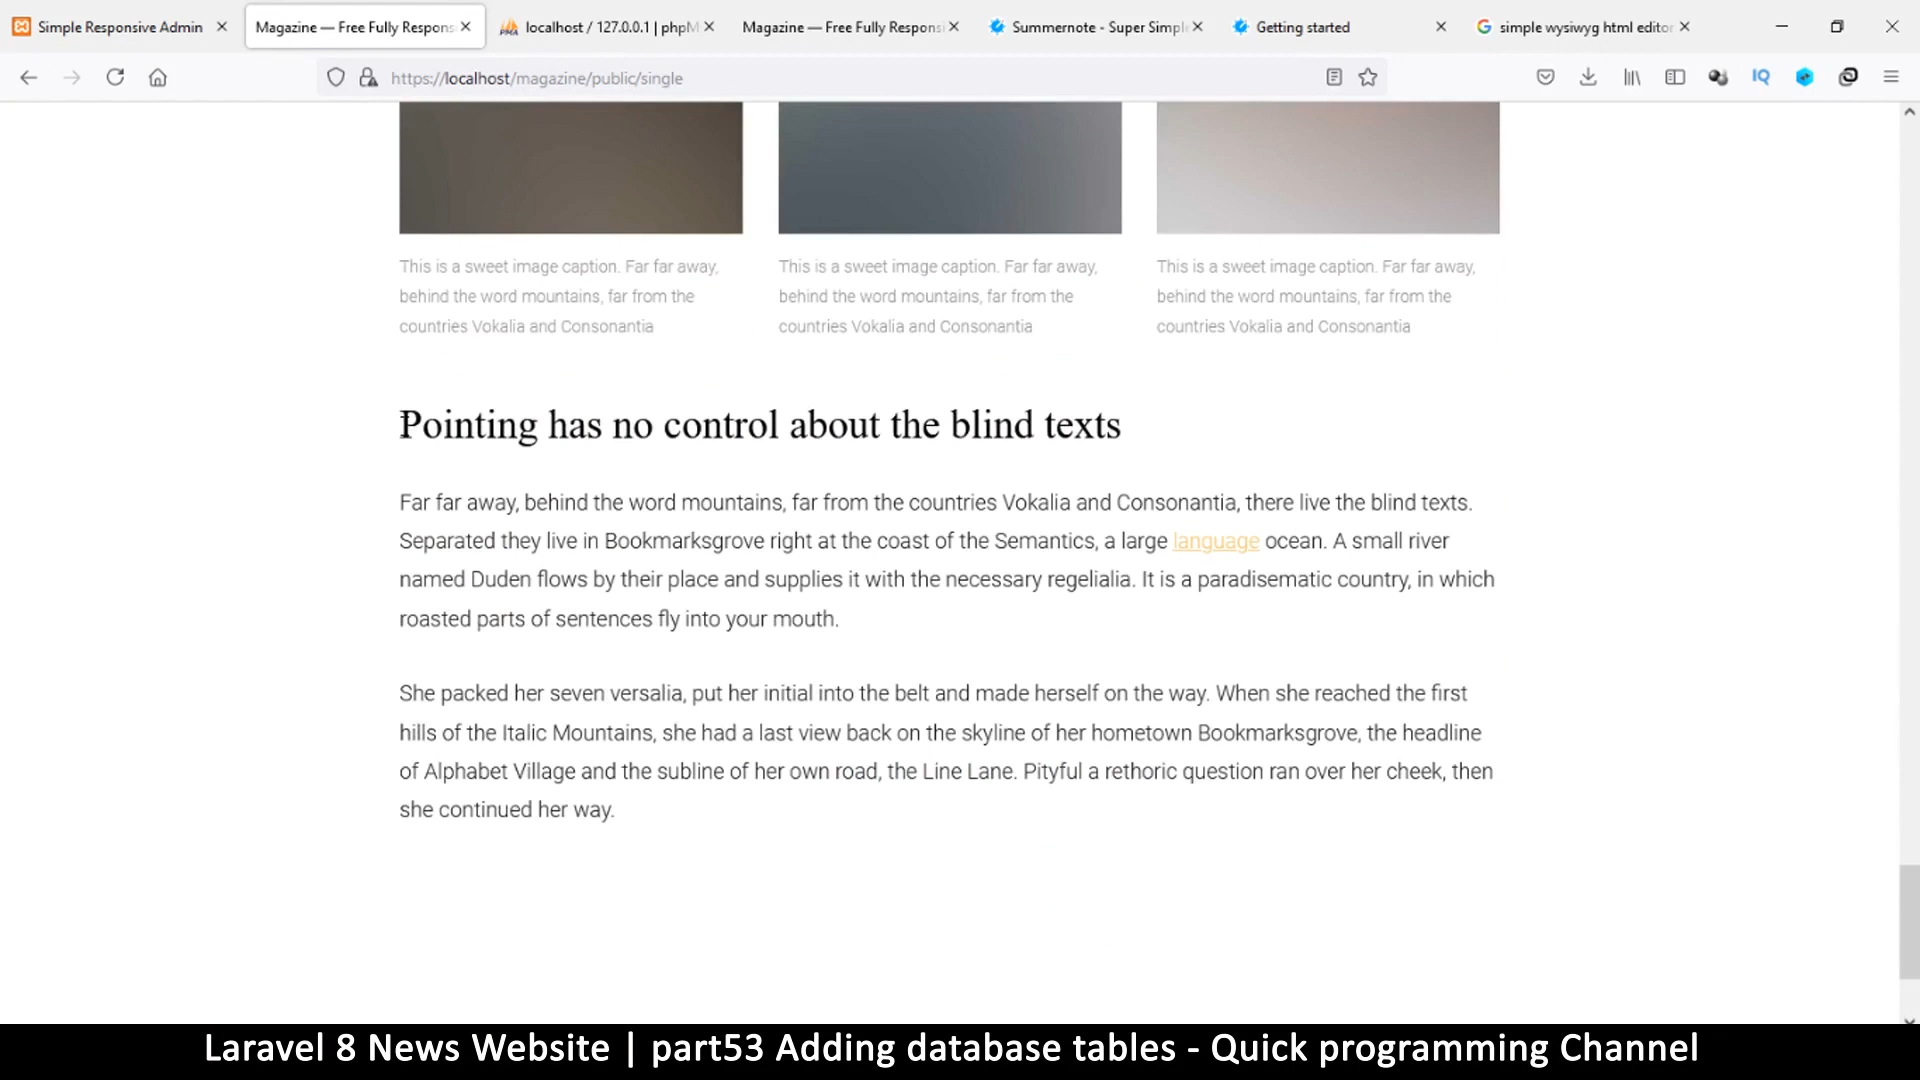 Simple Responsive Admin
Magazine — Free Fully Respons
localhost / 127.0.0.1 | phpM
Magazine — Free Fully Responsi
Summernote - Super Simple
Getting started
simple wysiwyg html editor
https://localhost/magazine/public/single
IQ
This is a sweet image caption. Far far away,
behind the word mountains, far from the
countries Vokalia and Consonantia
This is a sweet image caption. Far far away,
behind the word mountains, far from the
countries Vokalia and Consonantia
This is a sweet image caption. Far far away,
behind the word mountains, far from the
countries Vokalia and Consonantia
Pointing has no control about the blind texts
Far far away, behind the word mountains, far from the countries Vokalia and Consonantia, there live the blind texts.
Separated they live in Bookmarksgrove right at the coast of the Semantics, a large language ocean. A small river
named Duden flows by their place and supplies it with the necessary regelialia. It is a paradisematic country, in which
roasted parts of sentences fly into your mouth.
She packed her seven versalia, put her initial into the belt and made herself on the way. When she reached the first
hills of the Italic Mountains, she had a last view back on the skyline of her hometown Bookmarksgrove, the headline
of Alphabet Village and the subline of her own road, the Line Lane. Pityful a rethoric question ran over her cheek, then
she continued her way.
Laravel 8 News Website | part53 Adding database tables - Quick programming Channel